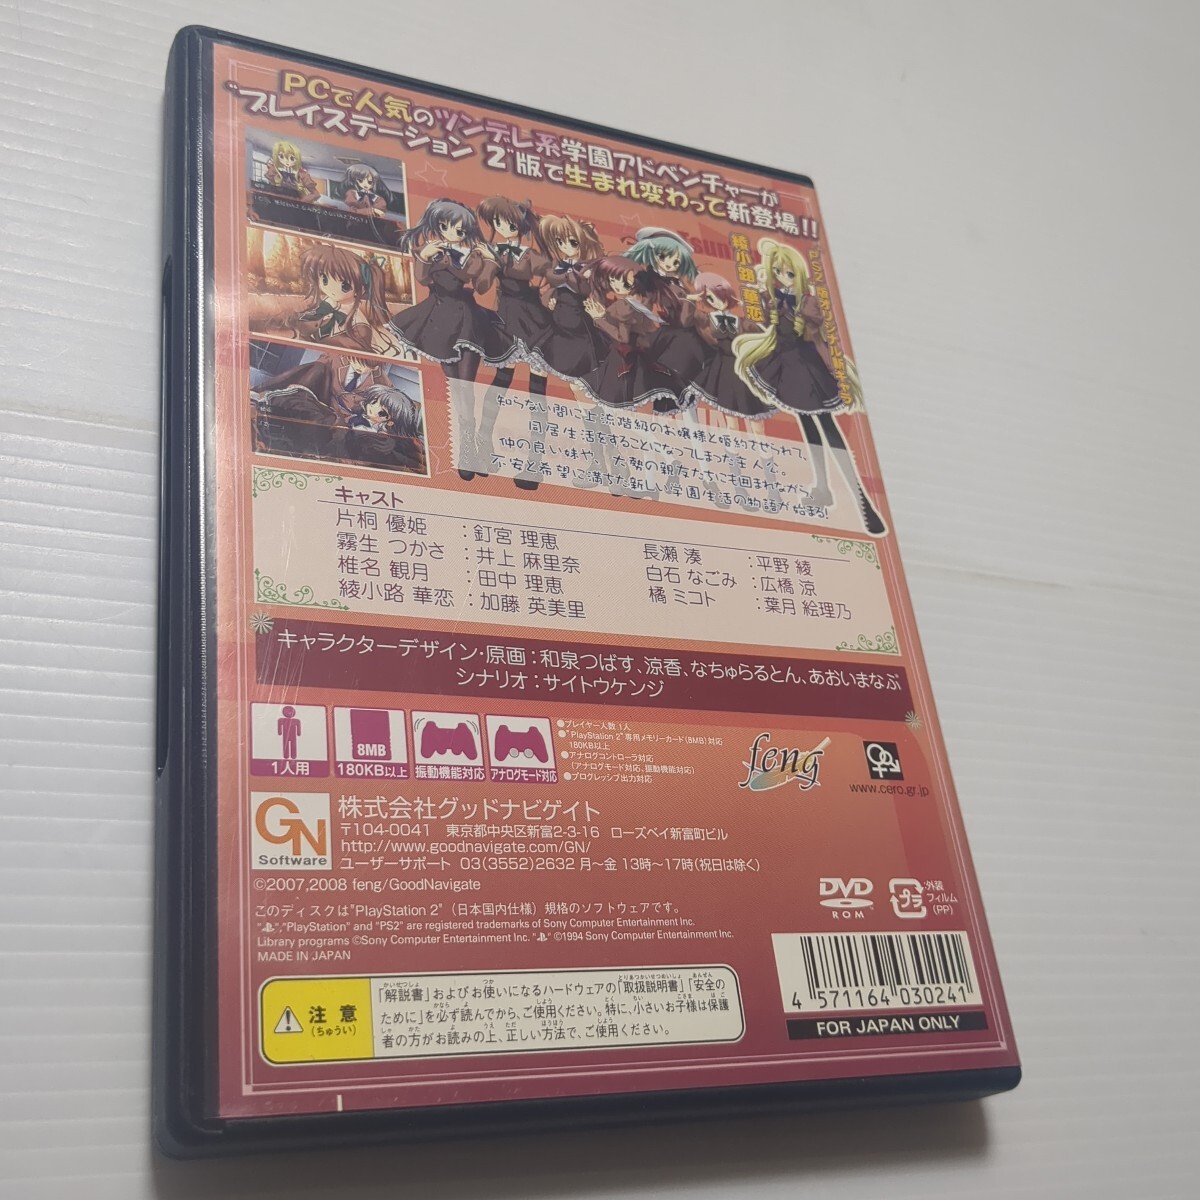 PCで人気のツンデレ系学園アドベンチャーが
"プレイステーション 2"版で生まれ変わって新登場!!
Tsun
PS2 版オリジナル新キャラ
綾小路 華恋
知らない間に上流階級のお嬢様と婚約させられて、
同居生活をすることになってしまった主人公。
仲の良い妹や、大勢の親友たちにも囲まれながら
不安と希望に満ちた新しい学園生活の物語が始まる!
キャスト
片桐 優姫 :釘宮 理恵
霧生 つかさ :井上 麻里奈
椎名 観月 :田中 理恵
綾小路 華恋 :加藤 英美里
長瀬 湊 :平野 綾
白石 なごみ :広橋 涼
橘 ミコト :葉月 絵理乃
キャラクターデザイン・原画:和泉つばす、涼香、なちゅらるとん、あおいまなぶ
シナリオ:サイトウケンジ
1人用
8MB
180KB以上
振動機能対応
アナログモード対応
●プレイヤー人数 1人
●"PlayStation 2"専用メモリーカード(8MB)対応
180KB以上
●アナログコントローラ対応
(アナログモード対応、振動機能対応)
●プログレッシブ出力対応
feng
www.cero.gr.jp
GN
Software
株式会社グッドナビゲイト
〒104-0041 東京都中央区新富2-3-16 ローズベイ新富町ビル
http://www.goodnavigate.com/GN/
ユーザーサポート 03(3552)2632 月〜金 13時〜17時(祝日は除く)
©2007,2008 feng/GoodNavigate
このディスクは"PlayStation 2"(日本国内仕様)規格のソフトウェアです。
" ","PlayStation" and "PS2" are registered trademarks of Sony Computer Entertainment Inc.
Library programs ©Sony Computer Entertainment Inc. " " ©1994 Sony Computer Entertainment Inc.
MADE IN JAPAN
DVD
ROM
プラ
:外装
フィルム
(PP)
注意
(ちゅうい)
「解説書」およびお使いになるハードウェアの「取扱説明書」「安全の
ために」を必ず読んでから、ご使用ください。特に、小さいお子様は保護
者の方がお読みの上、正しい方法で、ご使用ください。
4 571164 030241
FOR JAPAN ONLY